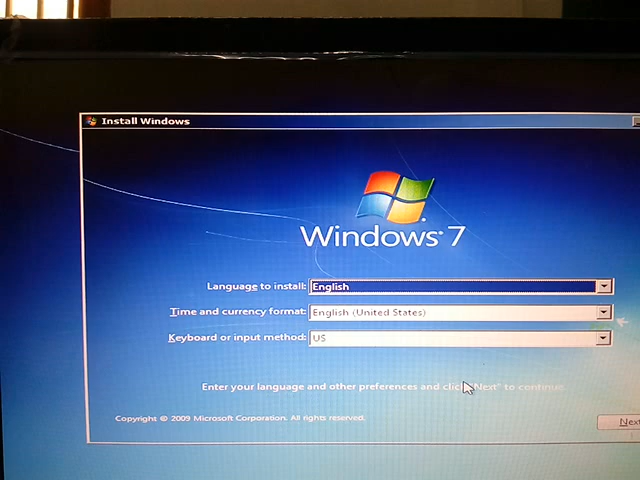 Install Windows
Windows 7
Language to install: English
Time and currency format: English (United States)
Keyboard or input method: US
Enter your language and other preferences and click "Next" to continue.
Copyright © 2009 Microsoft Corporation. All rights reserved.
Next